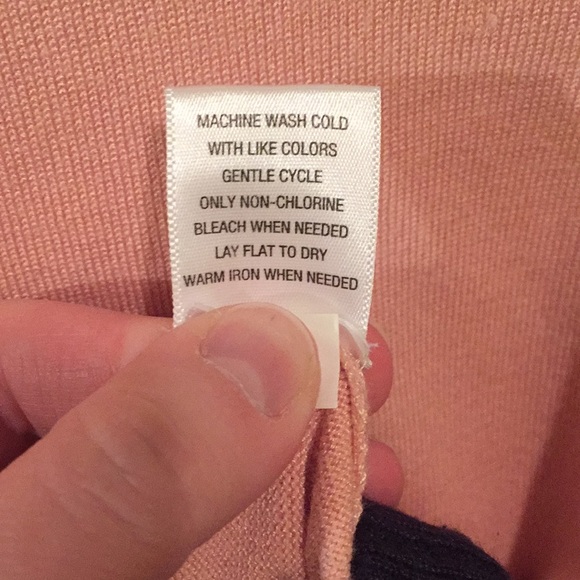 MACHINE WASH COLD
WITH LIKE COLORS
GENTLE CYCLE
ONLY NON-CHLORINE
BLEACH WHEN NEEDED
LAY FLAT TO DRY
WARM IRON WHEN NEEDED